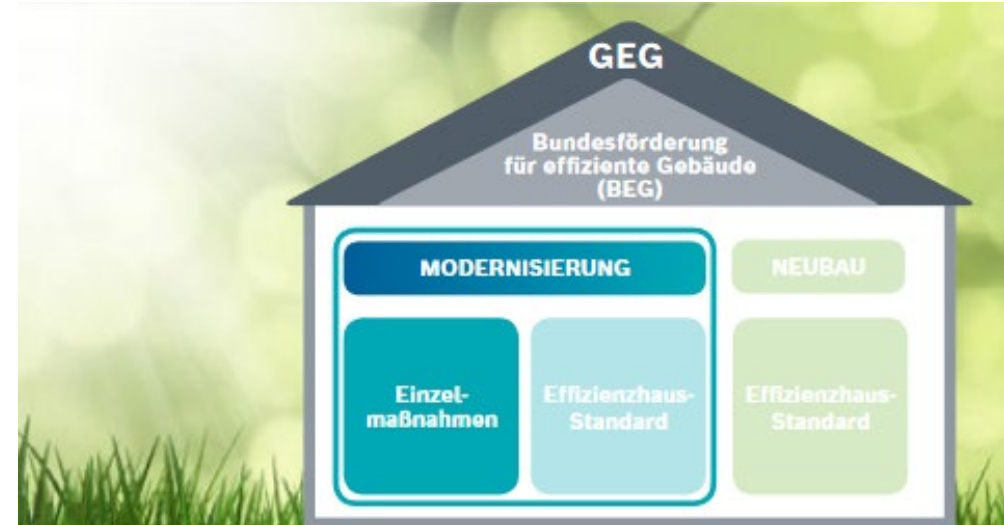 GEG
Bundesförderung
für effiziente Gebäude
(BEG)
MODERNISIERUNG
NEUBAU
Einzel-
maßnahmen
Effizienzhaus-
Standard
Effizienzhaus-
Standard